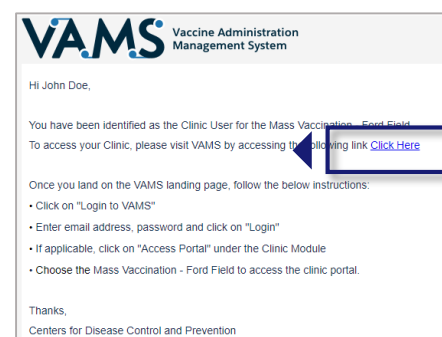 VAMS Vaccine Administration
Management System
Hi John Doe,
You have been identified as the Clinic User for the Mass Vaccination - Ford Field
To access your Clinic, please visit VAMS by accessing the following link Click Here
Once you land on the VAMS landing page, follow the below instructions:
• Click on "Login to VAMS"
• Enter email address, password and click on "Login"
• If applicable, click on "Access Portal" under the Clinic Module
• Choose the Mass Vaccination - Ford Field to access the clinic portal.
Thanks,
Centers for Disease Control and Prevention